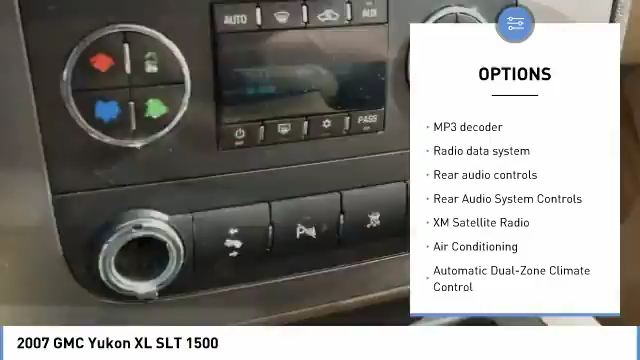 AUTO
AUX
PASS
OPTIONS
MP3 decoder
Radio data system
Rear audio controls
Rear Audio System Controls
XM Satellite Radio
Air Conditioning
Automatic Dual-Zone Climate
Control
2007 GMC Yukon XL SLT 1500